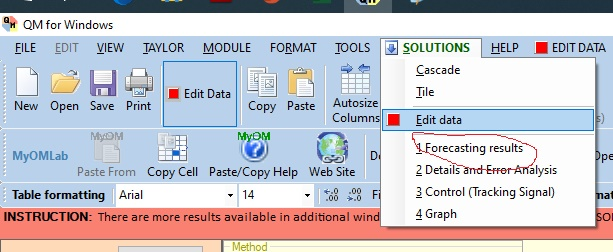 QM for Windows
FILE EDIT VIEW TAYLOR MODULE FORMAT TOOLS SOLUTIONS HELP EDIT DATA
Cascade
Tile
Edit data
1 Forecasting results
2 Details and Error Analysis
3 Control (Tracking Signal)
4 Graph
New Open Save Print Edit Data Copy Paste Autosize
Columns
MyOMLab
MyOM
Paste From Copy Cell
MyOM
Paste/Copy Help Web Site
Table formatting Arial 14
INSTRUCTION: There are more results available in additional wind
Method